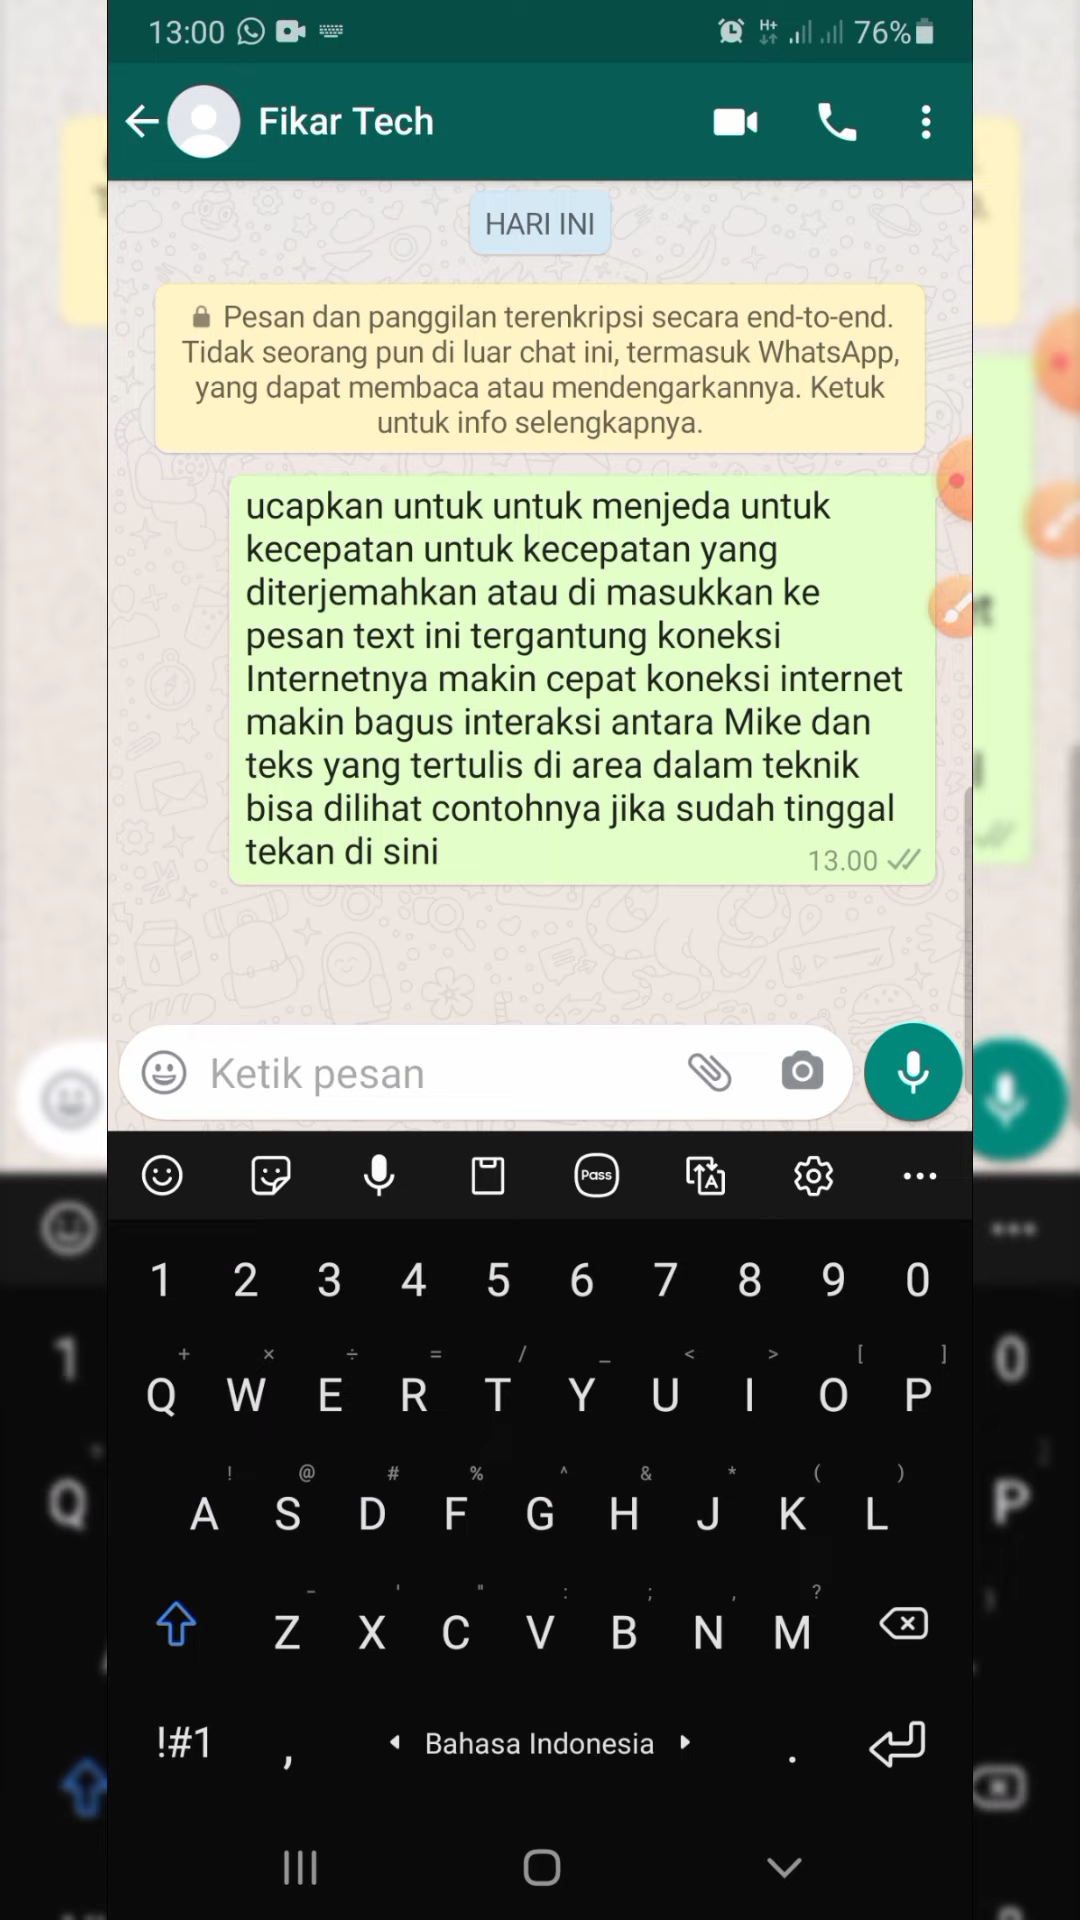 13:00 H+ 76%
Fikar Tech
HARI INI
Pesan dan panggilan terenkripsi secara end-to-end.
Tidak seorang pun di luar chat ini, termasuk WhatsApp,
yang dapat membaca atau mendengarkannya. Ketuk
untuk info selengkapnya.
ucapkan untuk untuk menjeda untuk
kecepatan untuk kecepatan yang
diterjemahkan atau di masukkan ke
pesan text ini tergantung koneksi
Internetnya makin cepat koneksi internet
makin bagus interaksi antara Mike dan
teks yang tertulis di area dalam teknik
bisa dilihat contohnya jika sudah tinggal
tekan di sini
13.00
Ketik pesan
Pass A
1 2 3 4 5 6 7 8 9 0
+ × ÷ = / _ < > [ ]
Q W E R T Y U I O P
! @ # % ^ & * ( )
A S D F G H J K L
- ' " : ; , ?
Z X C V B N M
!#1 , Bahasa Indonesia .